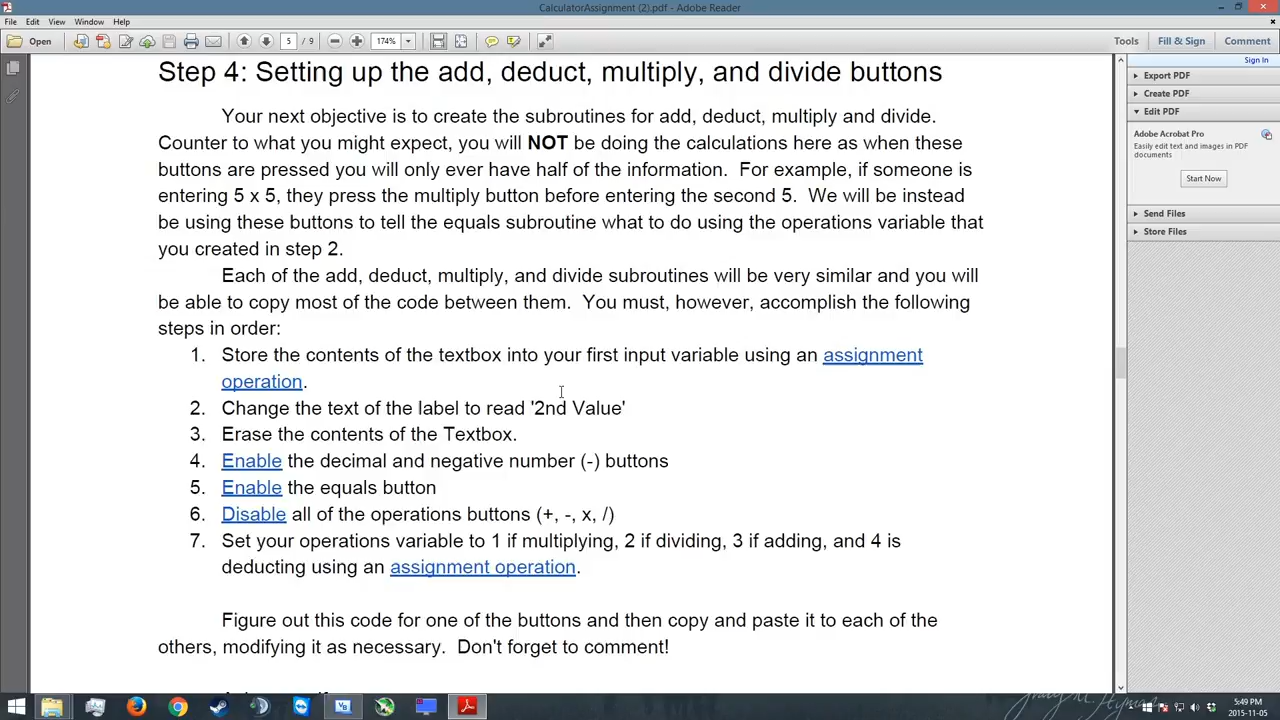 CalculatorAssignment (2).pdf - Adobe Reader
File Edit View Window Help
Open 5 / 9 174% Tools Fill & Sign Comment
Sign In
Export PDF
Create PDF
Edit PDF
Adobe Acrobat Pro
Easily edit text and images in PDF
documents
Start Now
Send Files
Store Files
Step 4: Setting up the add, deduct, multiply, and divide buttons
Your next objective is to create the subroutines for add, deduct, multiply and divide.
Counter to what you might expect, you will NOT be doing the calculations here as when these
buttons are pressed you will only ever have half of the information. For example, if someone is
entering 5 x 5, they press the multiply button before entering the second 5. We will be instead
be using these buttons to tell the equals subroutine what to do using the operations variable that
you created in step 2.
Each of the add, deduct, multiply, and divide subroutines will be very similar and you will
be able to copy most of the code between them. You must, however, accomplish the following
steps in order:
1. Store the contents of the textbox into your first input variable using an assignment
operation.
2. Change the text of the label to read '2nd Value'
3. Erase the contents of the Textbox.
4. Enable the decimal and negative number (-) buttons
5. Enable the equals button
6. Disable all of the operations buttons (+, -, x, /)
7. Set your operations variable to 1 if multiplying, 2 if dividing, 3 if adding, and 4 is
deducting using an assignment operation.
Figure out this code for one of the buttons and then copy and paste it to each of the
others, modifying it as necessary. Don't forget to comment!
5:49 PM
2015-11-05